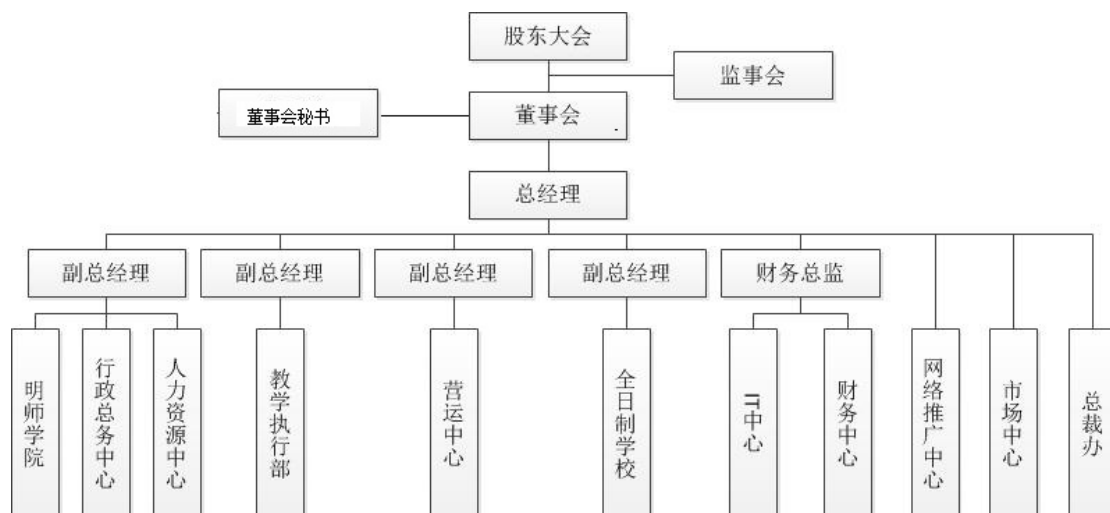 股东大会
监事会
董事会秘书
董事会
总经理
副总经理
副总经理
副总经理
副总经理
财务总监
明师学院
行政总务中心
人力资源中心
教学执行部
营运中心
全日制学校
IT中心
财务中心
网络推广中心
市场中心
总裁办